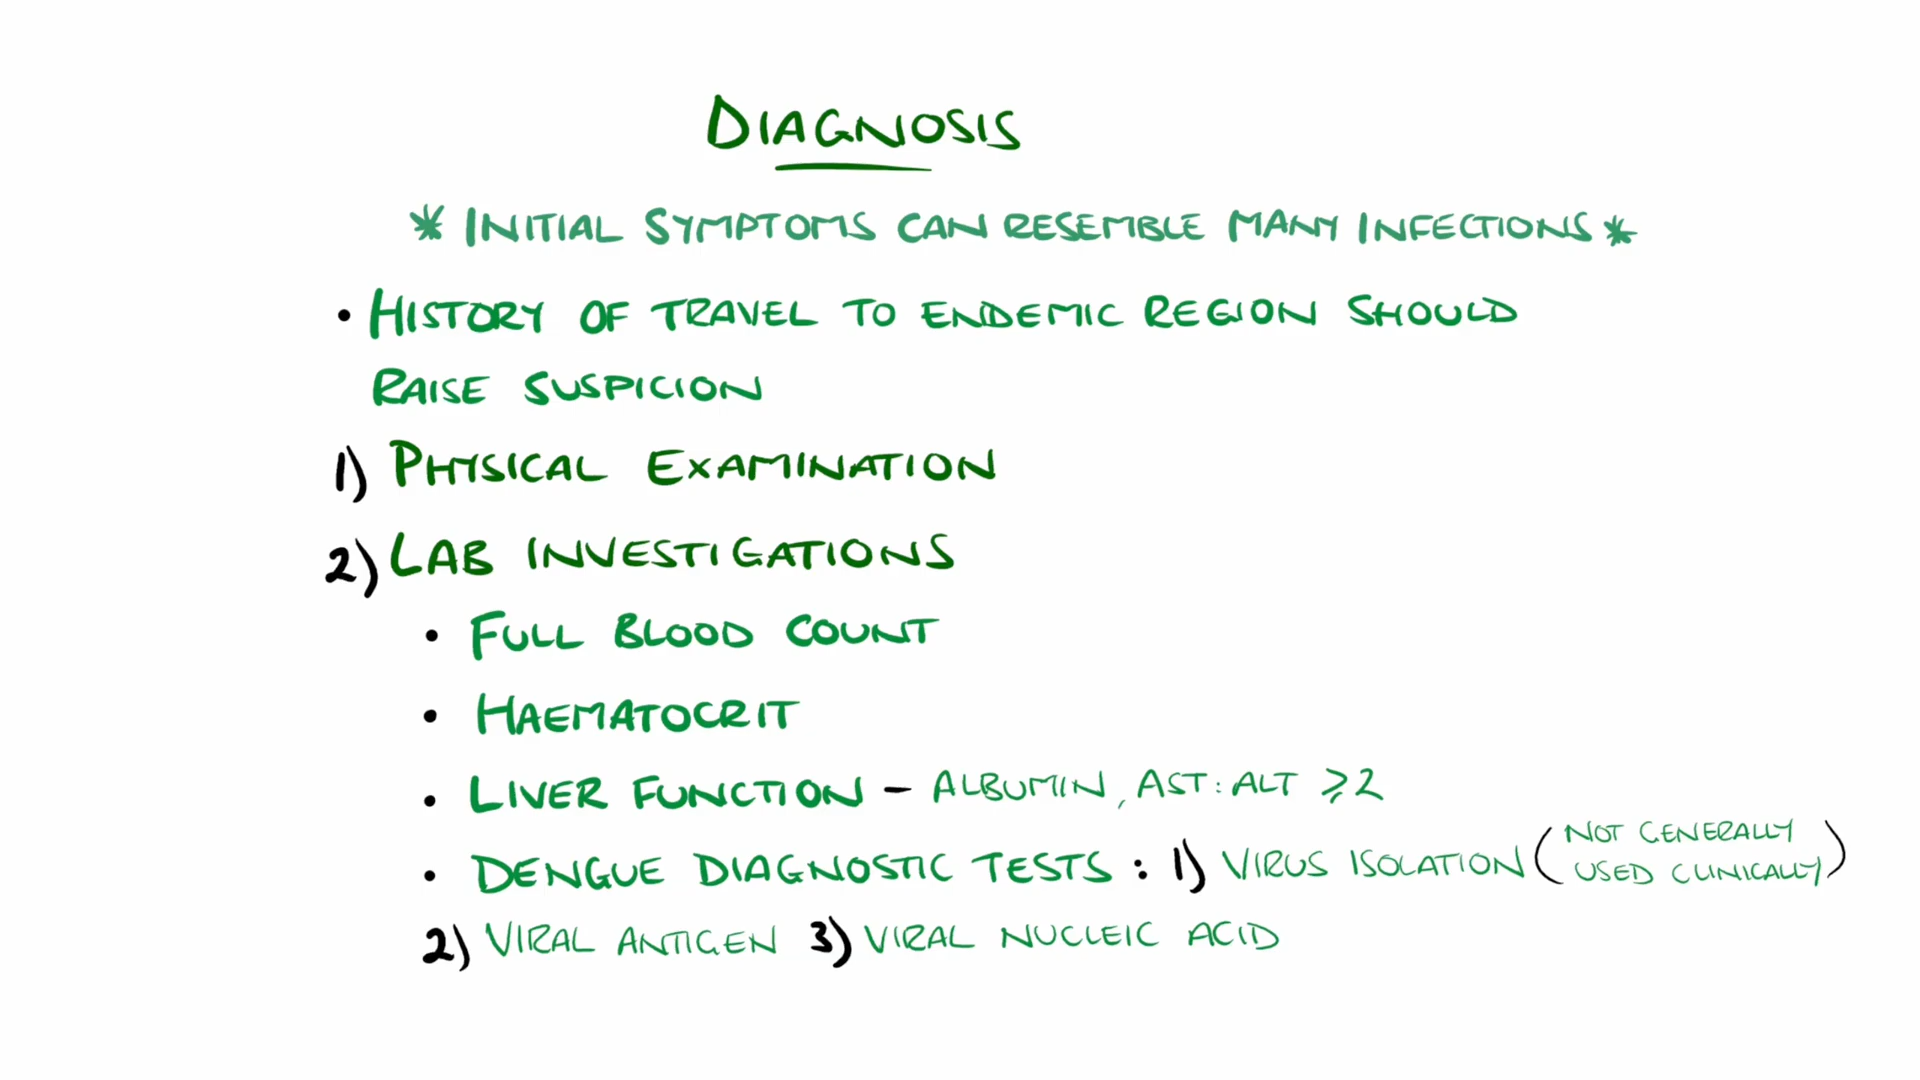 DIAGNOSIS
* INITIAL SYMPTOMS CAN RESEMBLE MANY INFECTIONS *
• HISTORY OF TRAVEL TO ENDEMIC REGION SHOULD
RAISE SUSPICION
1) PHYSICAL EXAMINATION
2) LAB INVESTIGATIONS
• FULL BLOOD COUNT
• HAEMATOCRIT
• LIVER FUNCTION – ALBUMIN, AST:ALT ⩾2
• DENGUE DIAGNOSTIC TESTS : 1) VIRUS ISOLATION (NOT GENERALLY
USED CLINICALLY)
2) VIRAL ANTIGEN 3) VIRAL NUCLEIC ACID